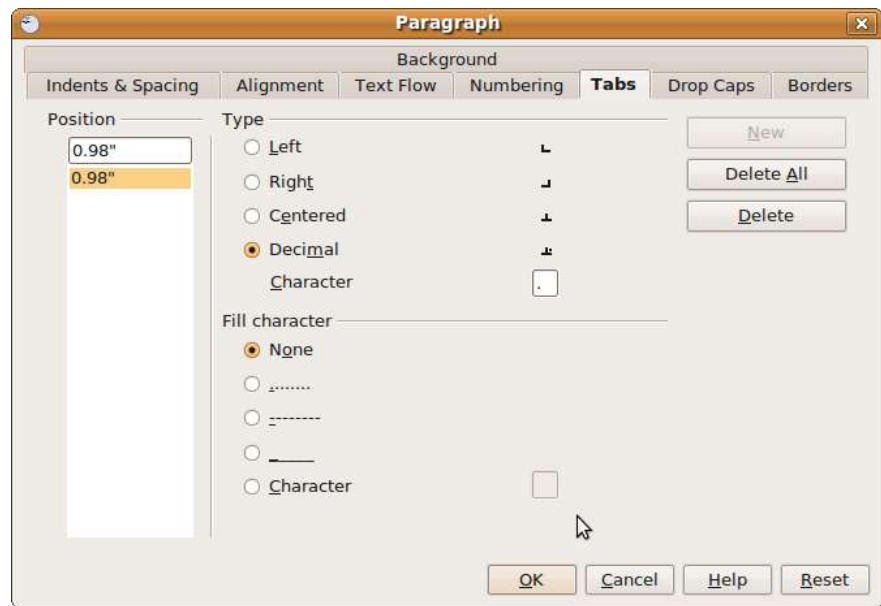 Paragraph
Background
Indents & Spacing Alignment Text Flow Numbering Tabs Drop Caps Borders
Position
0.98"
0.98"
Type
Left
Right
Centered
Decimal
Character .
Fill character
None
........
--------
______
Character
New
Delete All
Delete
OK Cancel Help Reset